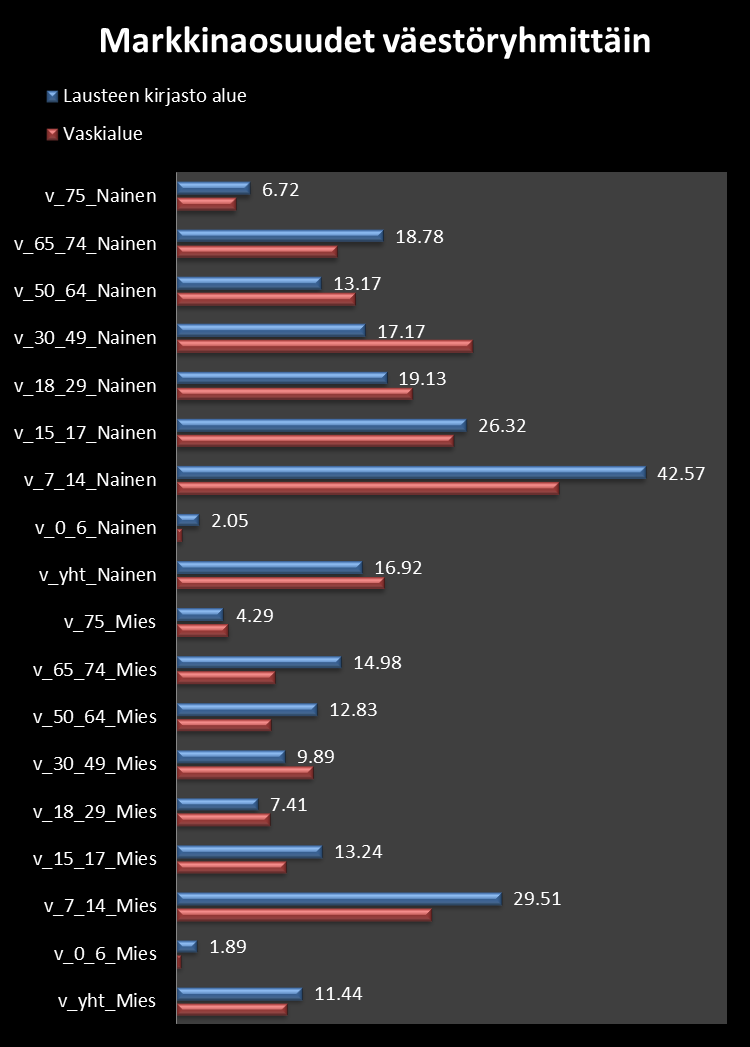 Markkinaosuudet väestöryhmittäin
Lausteen kirjasto alue
Vaskialue
v_75_Nainen 6.72
v_65_74_Nainen 18.78
v_50_64_Nainen 13.17
v_30_49_Nainen 17.17
v_18_29_Nainen 19.13
v_15_17_Nainen 26.32
v_7_14_Nainen 42.57
v_0_6_Nainen 2.05
v_yht_Nainen 16.92
v_75_Mies 4.29
v_65_74_Mies 14.98
v_50_64_Mies 12.83
v_30_49_Mies 9.89
v_18_29_Mies 7.41
v_15_17_Mies 13.24
v_7_14_Mies 29.51
v_0_6_Mies 1.89
v_yht_Mies 11.44